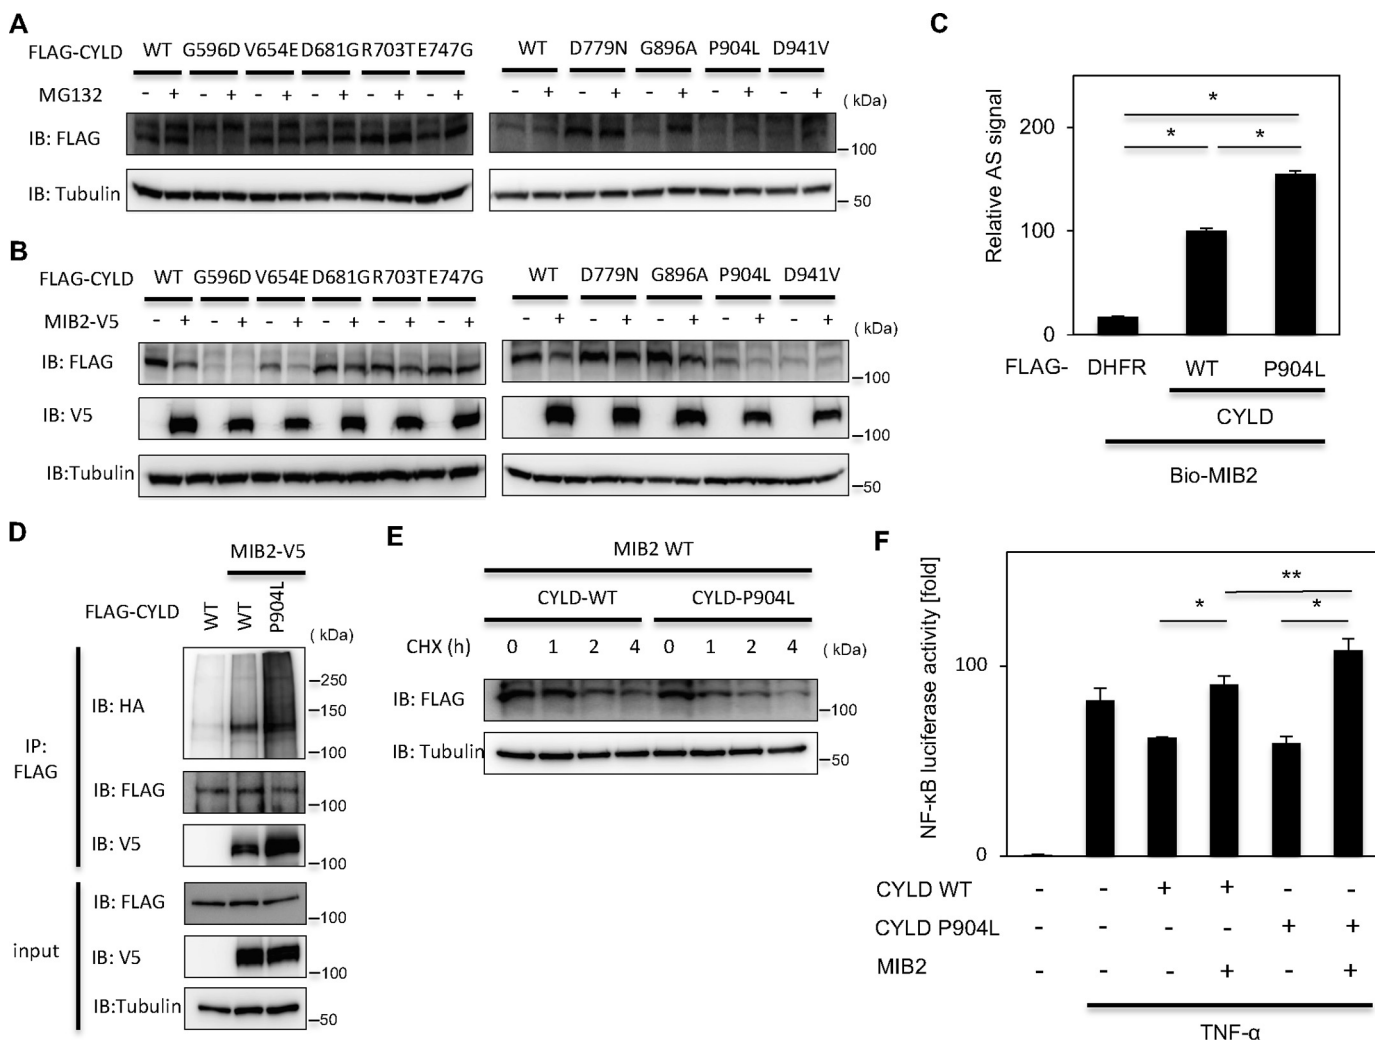 A
FLAG-CYLD WT G596D V654E D681G R703T E747G WT D779N G896A P904L D941V
MG132 - + - + - + - + - + - + - + - + - + - + - + ( kDa)
IB: FLAG
100
IB: Tubulin
50
B
FLAG-CYLD WT G596D V654E D681G R703T E747G WT D779N G896A P904L D941V
MIB2-V5 - + - + - + - + - + - + - + - + - + - + - + ( kDa)
IB: FLAG
100
IB: V5
100
IB:Tubulin
50
C
Relative AS signal
200
100
0
FLAG- DHFR WT P904L
CYLD
Bio-MIB2
* * *
D
MIB2-V5
FLAG-CYLD WT WT P904L
( kDa)
IP: FLAG
IB: HA
250
150
100
IB: FLAG
100
IB: V5
100
input
IB: FLAG
100
IB: V5
100
IB:Tubulin
50
E
MIB2 WT
CYLD-WT CYLD-P904L
CHX (h) 0 1 2 4 0 1 2 4 ( kDa)
IB: FLAG
100
IB: Tubulin
50
F
NF-κB luciferase activity [fold]
**
* *
100
0
CYLD WT - - + + - -
CYLD P904L - - - - + +
MIB2 - - - + - +
TNF-α